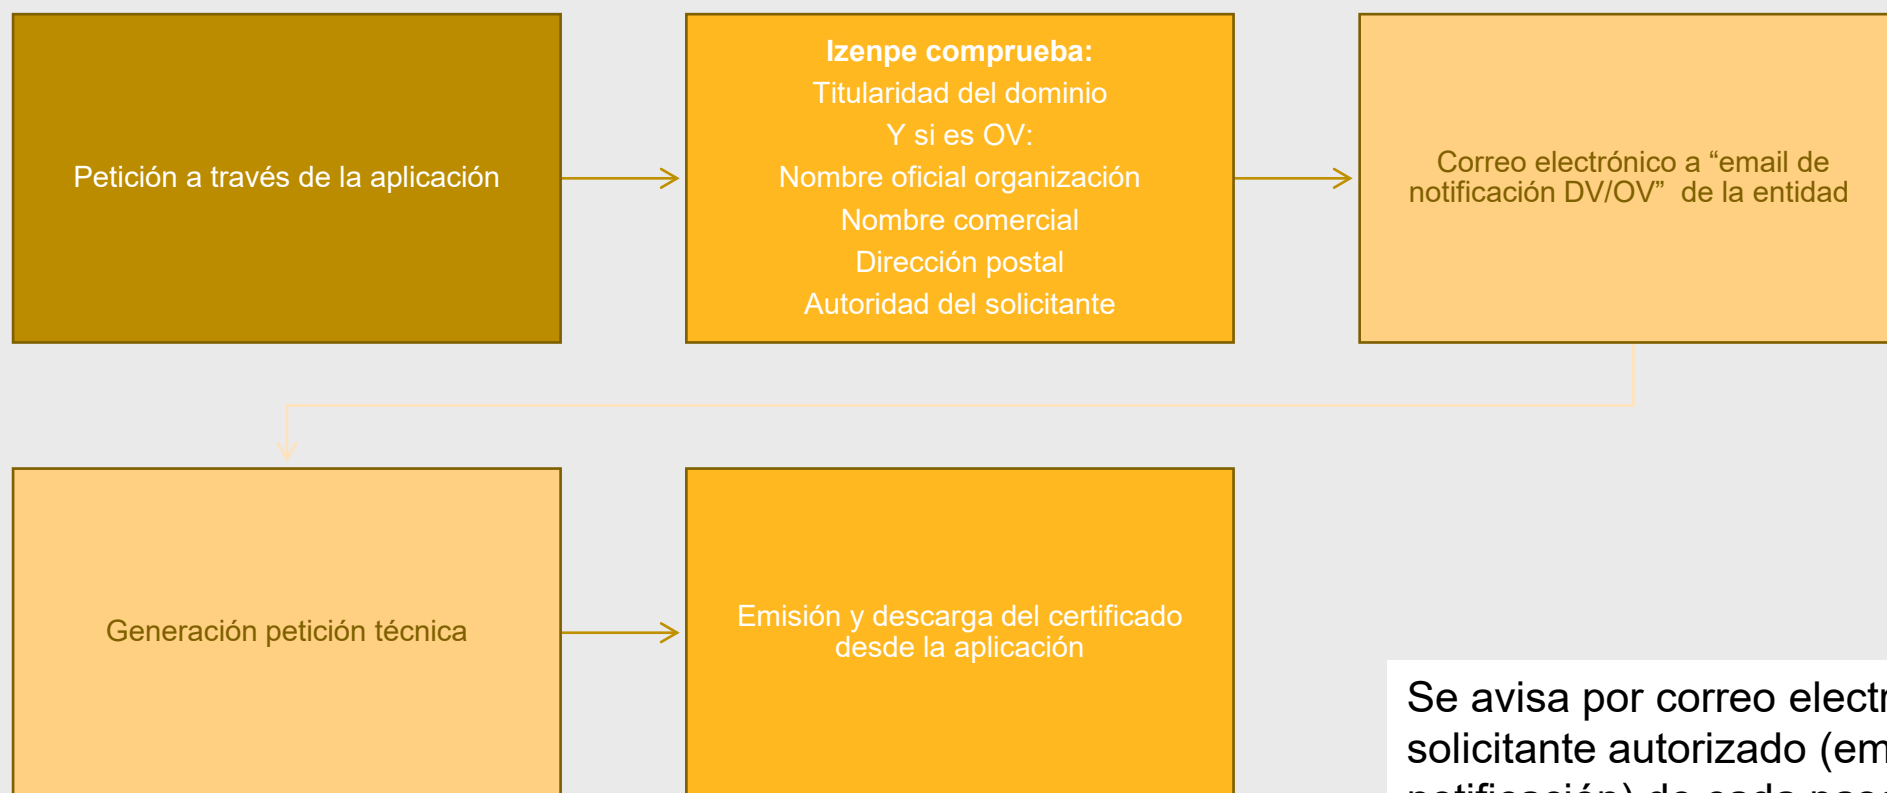 Petición a través de la aplicación
Izenpe comprueba:
Titularidad del dominio
Y si es OV:
Nombre oficial organización
Nombre comercial
Dirección postal
Autoridad del solicitante
Correo electrónico a “email de
notificación DV/OV”  de la entidad
Generación petición técnica
Emisión y descarga del certificado
desde la aplicación
Se avisa por correo
solicitante autorizado